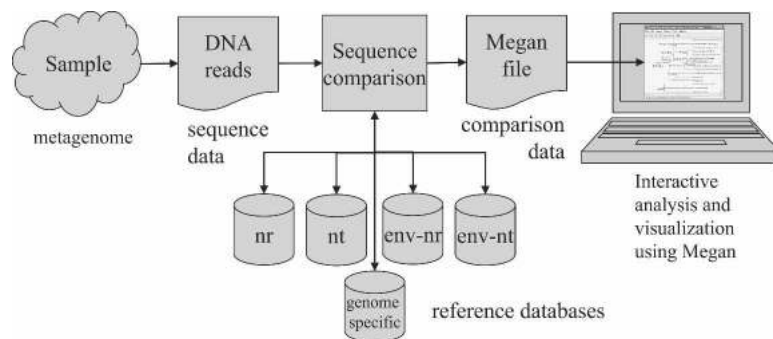 Sample
metagenome
DNA
reads
sequence
data
Sequence
comparison
Megan
file
comparison
data
Interactive
analysis and
visualization
using Megan
nr
nt
env-nr
env-nt
genome
specific
reference databases